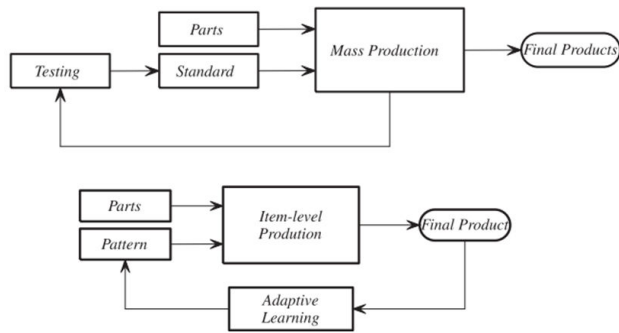 Parts
Mass Production
Final Products
Testing
Standard
Parts
Item-level
Prodution
Final Product
Pattern
Adaptive
Learning